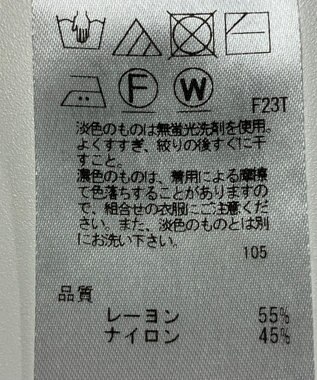 F
W
F23T
淡色のものは無蛍光洗剤を使用。
よくすすぎ、絞りの後すぐに干
すこと。
濃色のものは、着用による摩擦
で色落ちすることがありますの
で、組合せの衣服にご注意くだ
さい。また、淡色のものとは別
にお洗い下さい。
105
品質
レーヨン 55%
ナイロン 45%